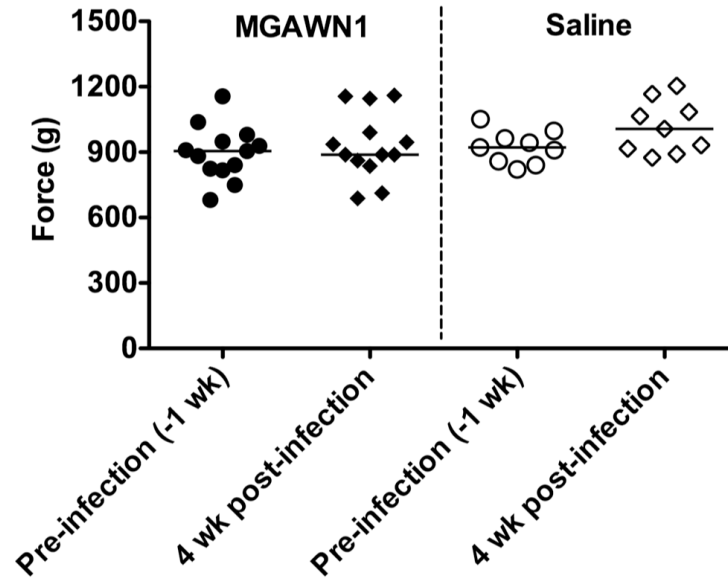 MGAWN1
Saline
Force (g)
1500
1200
900
600
300
0
Pre-infection (-1 wk)
4 wk post-infection
Pre-infection (-1 wk)
4 wk post-infection